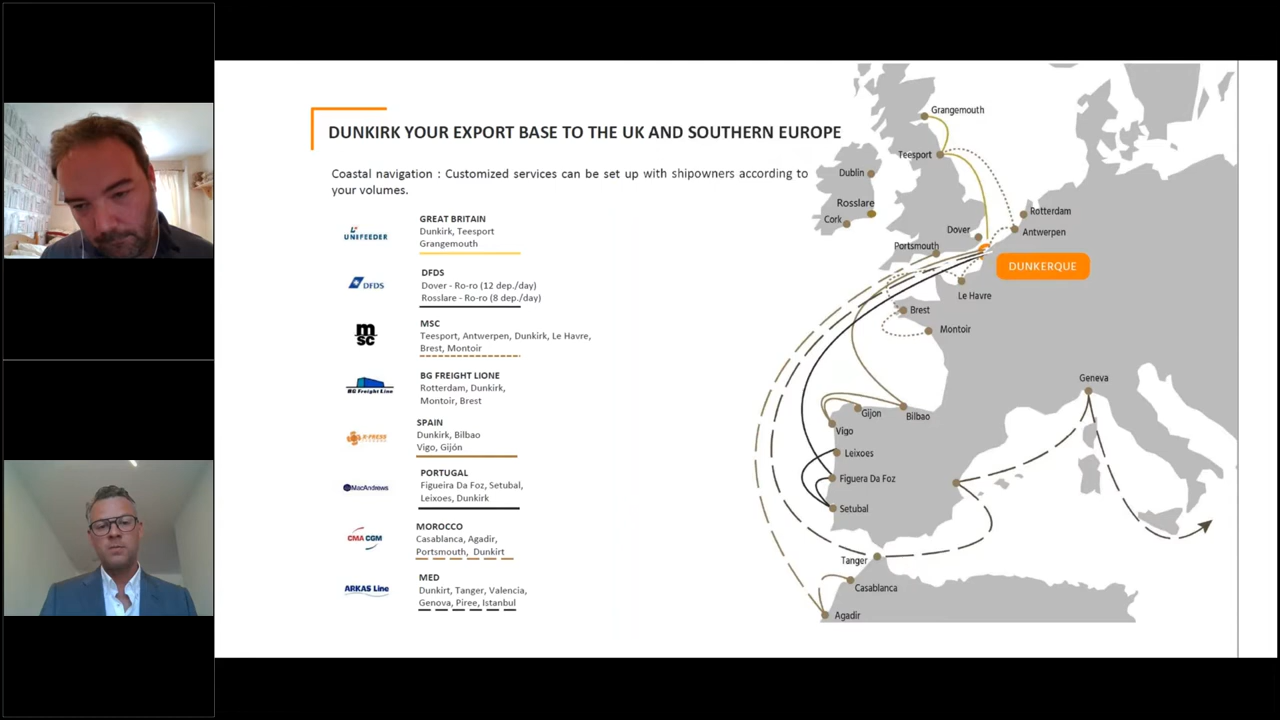 DUNKIRK YOUR EXPORT BASE TO THE UK AND SOUTHERN EUROPE
Coastal navigation : Customized services can be set up with shipowners according to
your volumes.
UNIFEEDER
GREAT BRITAIN
Dunkirk, Teesport
Grangemouth
DFDS
DFDS
Dover - Ro-ro (12 dep./day)
Rosslare - Ro-ro (8 dep./day)
msc
MSC
Teesport, Antwerpen, Dunkirk, Le Havre,
Brest, Montoir
BG Freight Line
BG FREIGHT LIONE
Rotterdam, Dunkirk,
Montoir, Brest
X-PRESS
SPAIN
Dunkirk, Bilbao
Vigo, Gijón
MacAndrews
PORTUGAL
Figueira Da Foz, Setubal,
Leixoes, Dunkirk
CMA CGM
MOROCCO
Casablanca, Agadir,
Portsmouth, Dunkirt
ARKAS Line
MED
Dunkirt, Tanger, Valencia,
Genova, Piree, Istanbul
Grangemouth
Teesport
Dublin
Rosslare
Cork
Rotterdam
Dover
Antwerpen
Portsmouth
DUNKERQUE
Le Havre
Brest
Montoir
Geneva
Gijon
Bilbao
Vigo
Leixoes
Figuera Da Foz
Setubal
Tanger
Casablanca
Agadir